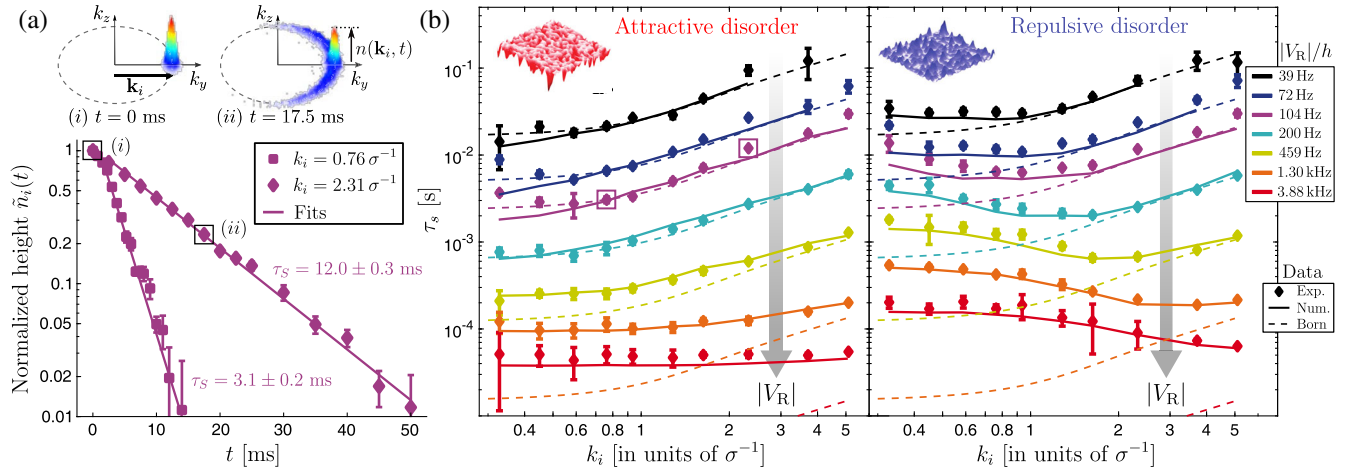 (a)
k_z
k_y
k_i
(i) t = 0 ms
k_z
n(k_i, t)
k_y
(ii) t = 17.5 ms
Normalized height ñ_i(t)
1
0.5
0.2
0.1
0.05
0.02
0.01
(i)
(ii)
k_i = 0.76 σ⁻¹
k_i = 2.31 σ⁻¹
Fits
τ_S = 12.0 ± 0.3 ms
τ_S = 3.1 ± 0.2 ms
0 10 20 30 40 50
t [ms]
(b)
Attractive disorder
τ_s [s]
10⁻¹
10⁻²
10⁻³
10⁻⁴
|V_R|
0.4 0.6 0.8 1 2 3 4 5
k_i [in units of σ⁻¹]
Repulsive disorder
|V_R|
0.4 0.6 0.8 1 2 3 4 5
k_i [in units of σ⁻¹]
|V_R|/h
39 Hz
72 Hz
104 Hz
200 Hz
459 Hz
1.30 kHz
3.88 kHz
Data
Exp.
Num.
Born